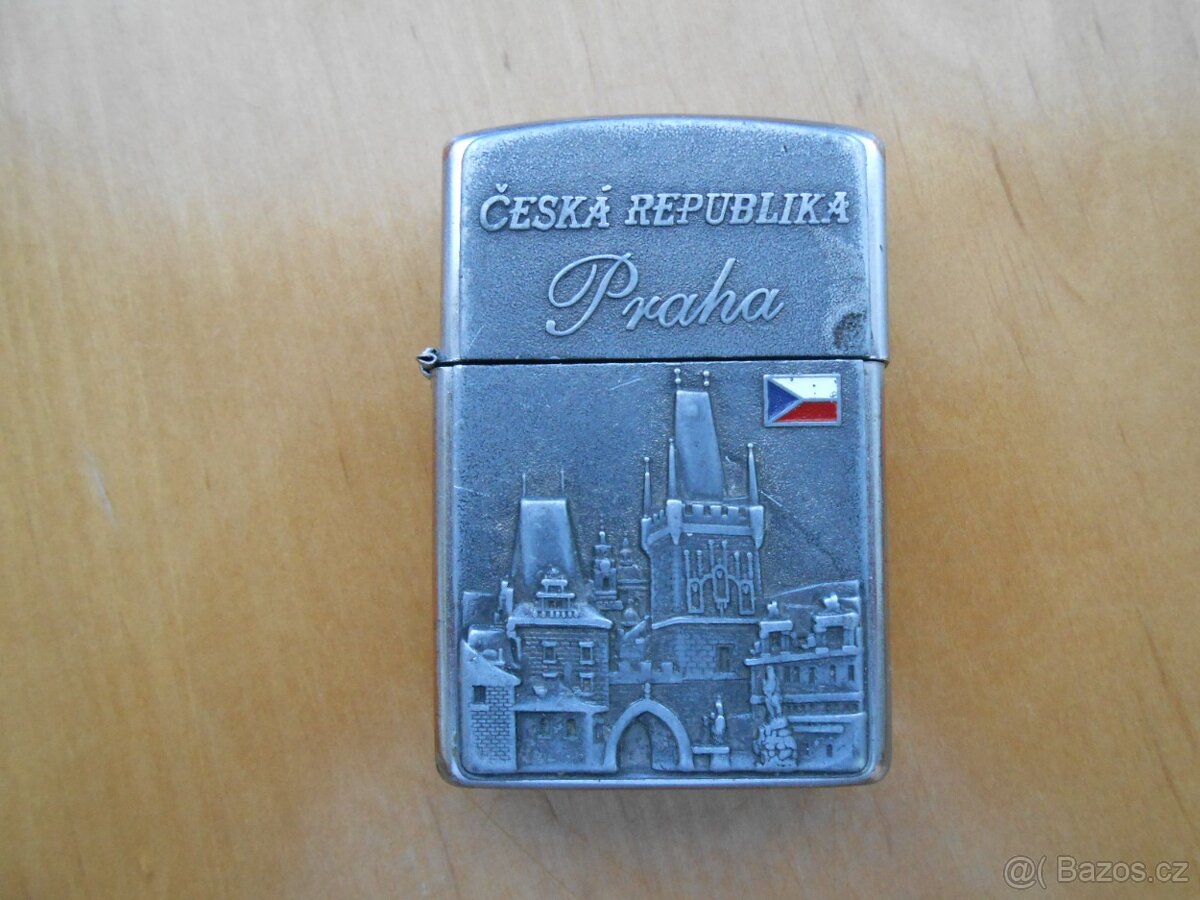 ČESKÁ REPUBLIKA
Praha
@( Bazos.cz